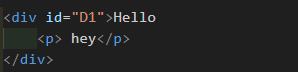 <div id="D1">Hello
    <p> hey</p>
</div>